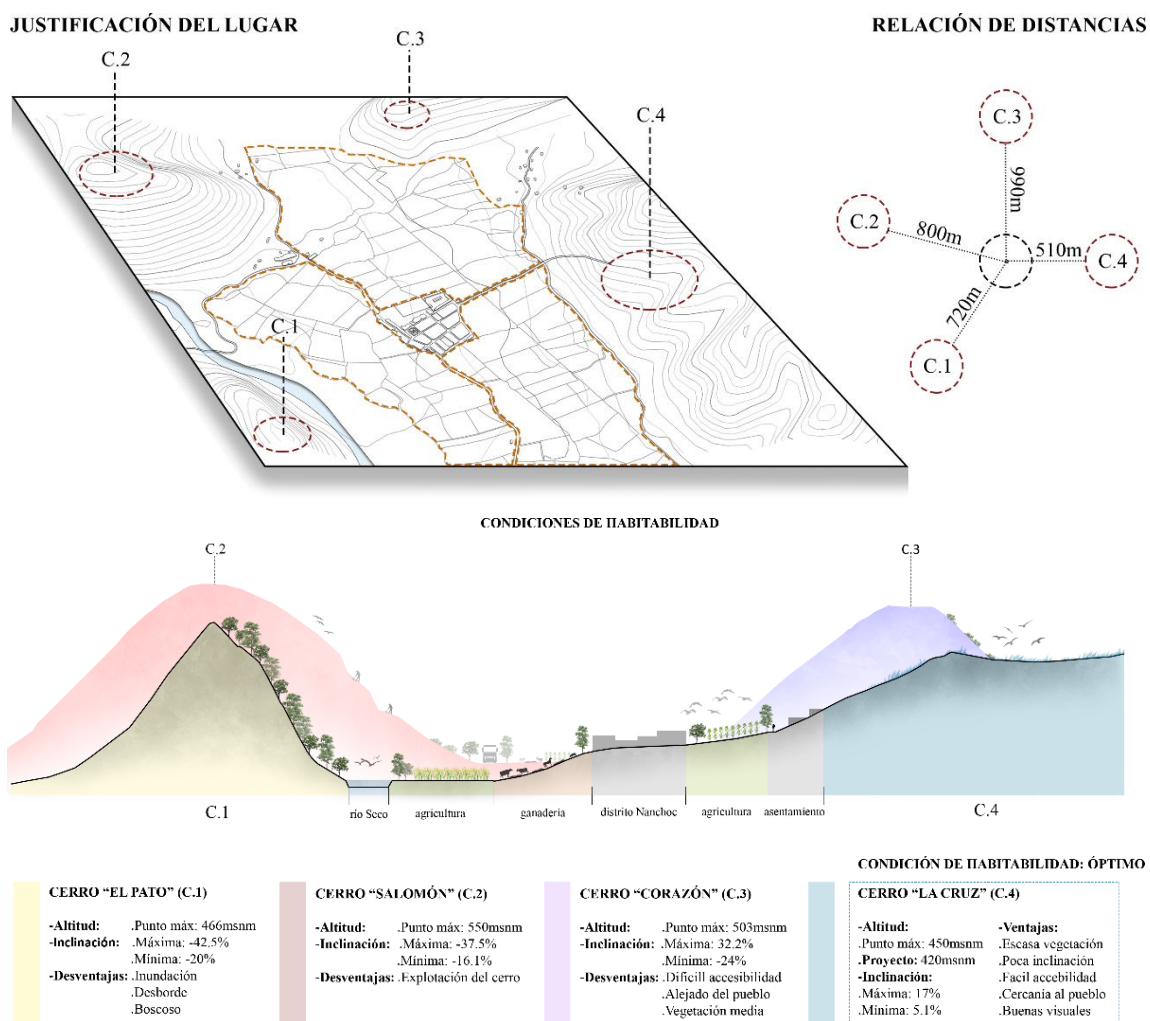 JUSTIFICACIÓN DEL LUGAR
RELACIÓN DE DISTANCIAS
C.2
C.3
C.4
C.1
C.3
990m
C.2
800m
510m
C.4
720m
C.1
CONDICIONES DE HABITABILIDAD
C.2
C.3
C.1
río Seco
agricultura
ganadería
distrito Nanchoc
agricultura
asentamiento
C.4
CONDICIÓN DE HABITABILIDAD: ÓPTIMO
CERRO “EL PATO” (C.1)
-Altitud: .Punto máx: 466msnm
-Inclinación: .Máxima: -42.5%
.Mínima: -20%
-Desventajas: .Inundación
.Desborde
.Boscoso
CERRO “SALOMÓN” (C.2)
-Altitud: .Punto máx: 550msnm
-Inclinación: .Máxima: -37.5%
.Mínima: -16.1%
-Desventajas: .Explotación del cerro
CERRO “CORAZÓN” (C.3)
-Altitud: .Punto máx: 503msnm
-Inclinación: .Máxima: 32.2%
.Mínima: -24%
-Desventajas: .Difícill accesibilidad
.Alejado del pueblo
.Vegetación media
CERRO “LA CRUZ” (C.4)
-Altitud:
.Punto máx: 450msnm
.Proyecto: 420msnm
-Inclinación:
.Máxima: 17%
.Mínima: 5.1%
-Ventajas:
.Escasa vegetación
.Poca inclinación
.Facil accebilidad
.Cercanía al pueblo
.Buenas visuales